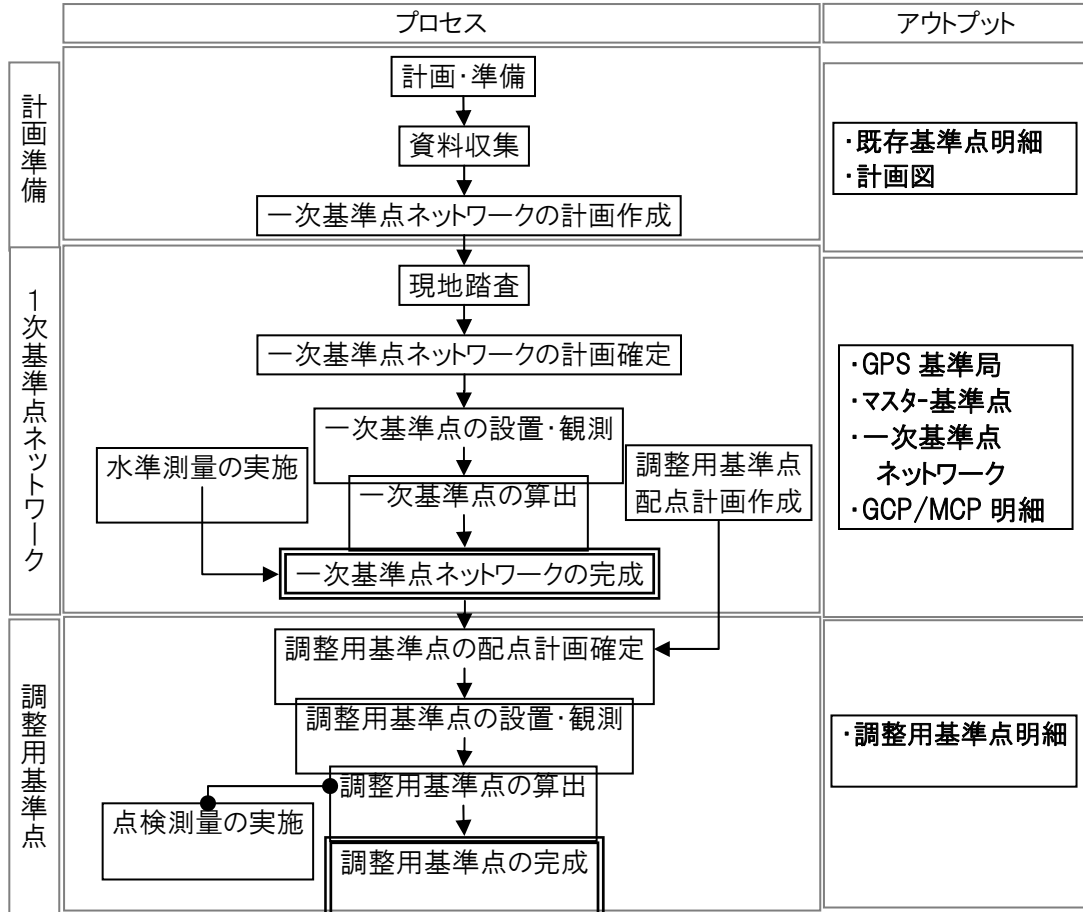 プロセス
アウトプット
計画準備
計画・準備
資料収集
一次基準点ネットワークの計画作成
・既存基準点明細
・計画図
1次基準点ネットワーク
現地踏査
一次基準点ネットワークの計画確定
一次基準点の設置・観測
水準測量の実施
調整用基準点
配点計画作成
一次基準点の算出
一次基準点ネットワークの完成
・GPS 基準局
・マスター基準点
・一次基準点
ネットワーク
・GCP/MCP 明細
調整用基準点
調整用基準点の配点計画確定
調整用基準点の設置・観測
調整用基準点の算出
点検測量の実施
調整用基準点の完成
・調整用基準点明細